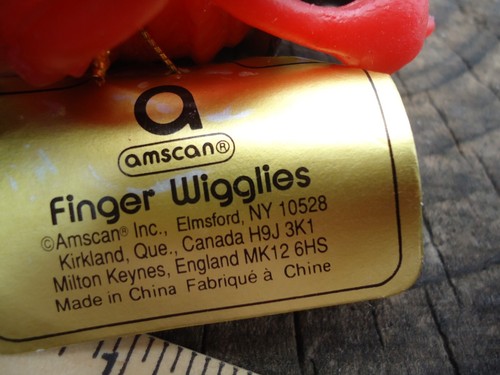 a
amscan®
Finger Wigglies
©Amscan® Inc., Elmsford, NY 10528
Kirkland, Que., Canada H9J 3K1
Milton Keynes, England MK12 6HS
Made in China Fabriqué à Chine
1